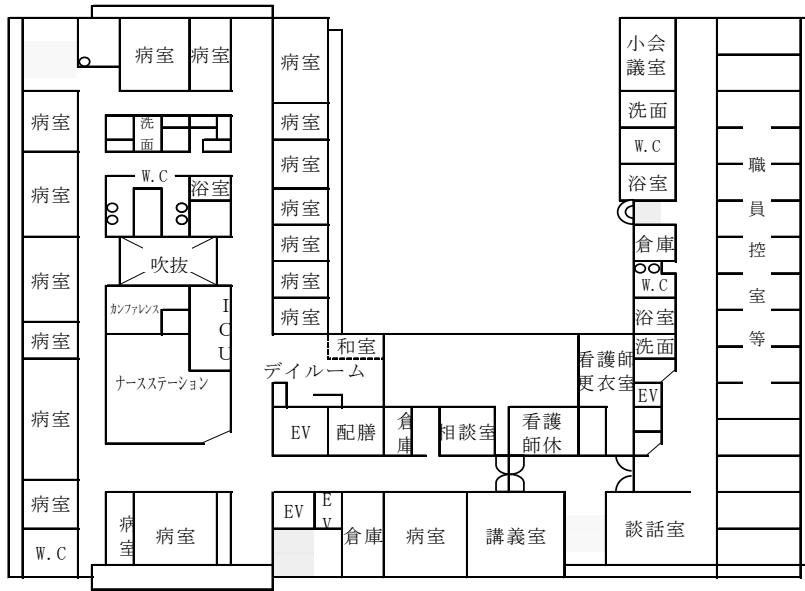 病室
病室
病室
小会
議室
病室
病室
洗面
洗
面
W.C
病室
病室
W.C
浴室
浴室
病室
病室
倉庫
吹抜
病室
病室
W.C
カンファレンス
ICU
病室
浴室
病室
和室
洗面
デイルーム
看護師
更衣室
ナースステーション
病室
EV
EV
配膳
倉
庫
相談室
看護
師休
病室
EV
EV
病
室
病室
倉庫
病室
講義室
談話室
W.C
職
員
控
室
等